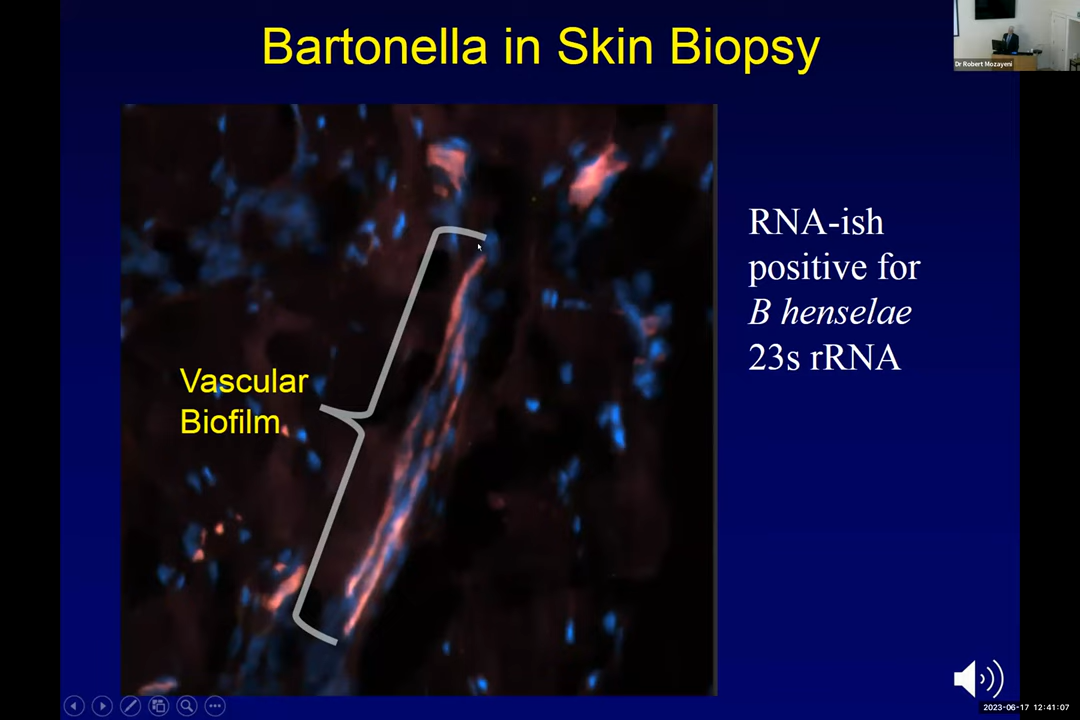 Bartonella in Skin Biopsy
Dr Robert Mozayeni
RNA-ish
positive for
B henselae
23s rRNA
Vascular
Biofilm
2023-06-17 12:41:07